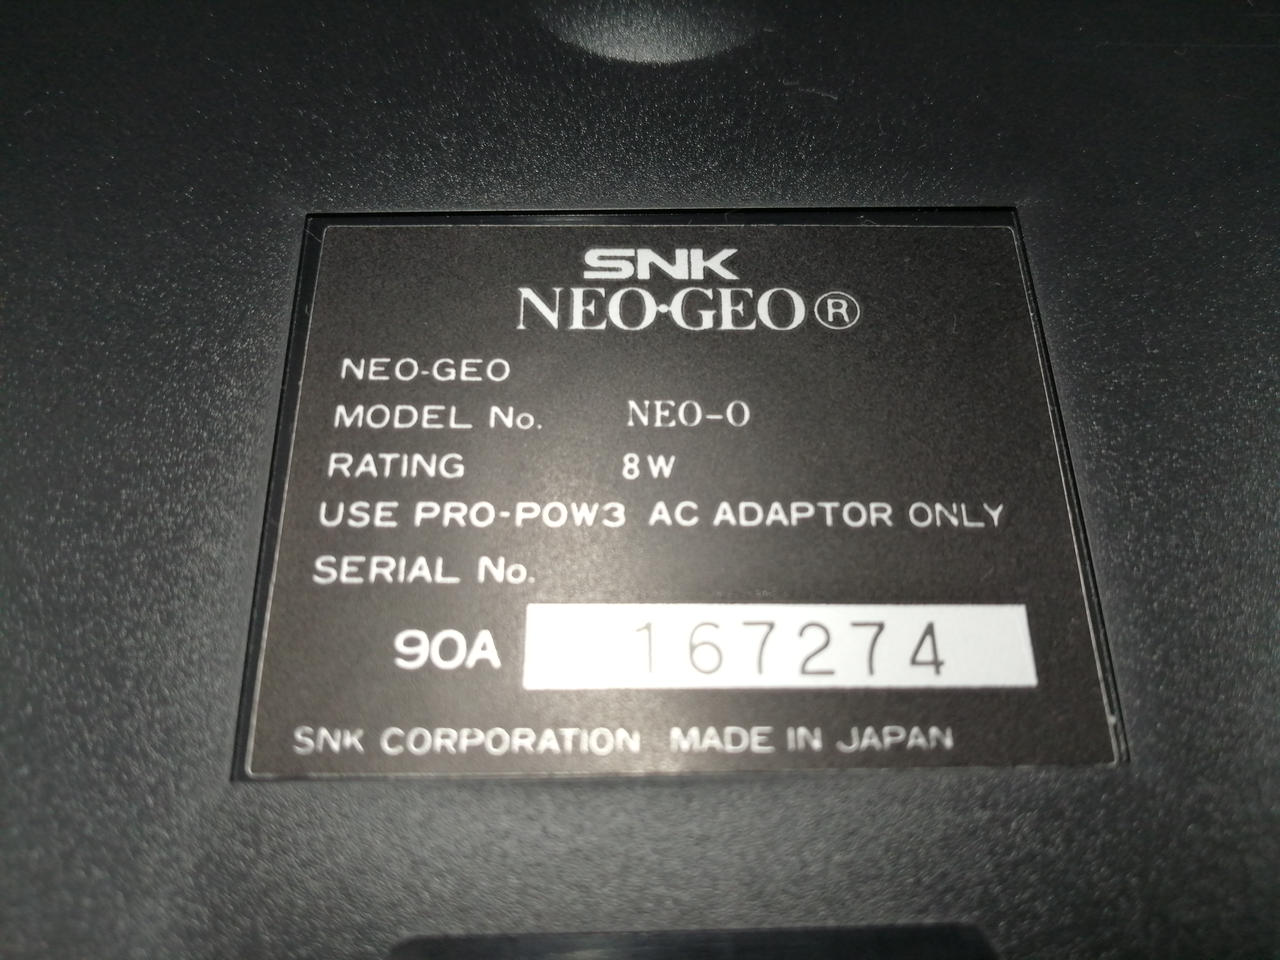 SNK
NEO·GEO®
NEO-GEO
MODEL No. NEO-O
RATING 8W
USE PRO-POW3 AC ADAPTOR ONLY
SERIAL No.
90A 167274
SNK CORPORATION MADE IN JAPAN